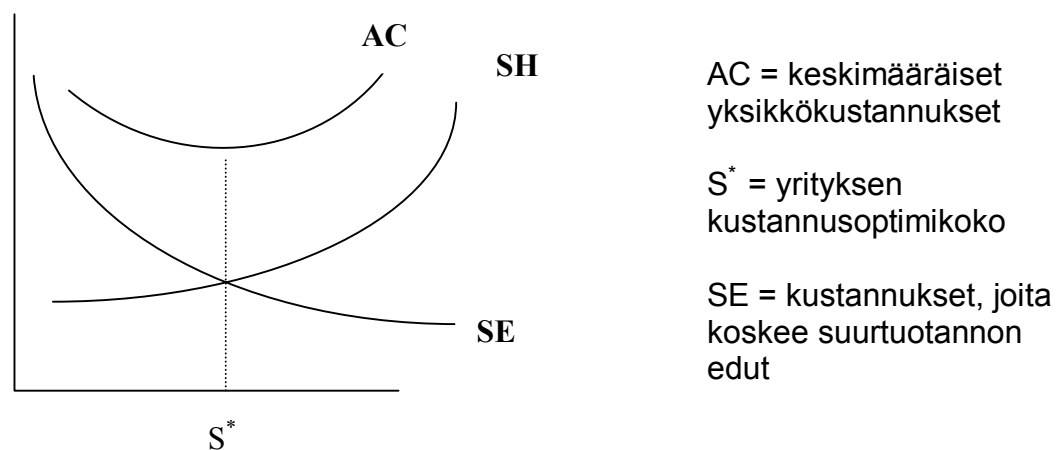 AC
SH
SE
S*
AC = keskimääräiset
yksikkökustannukset
S* = yrityksen
kustannusoptimikoko
SE = kustannukset, joita
koskee suurtuotannon
edut